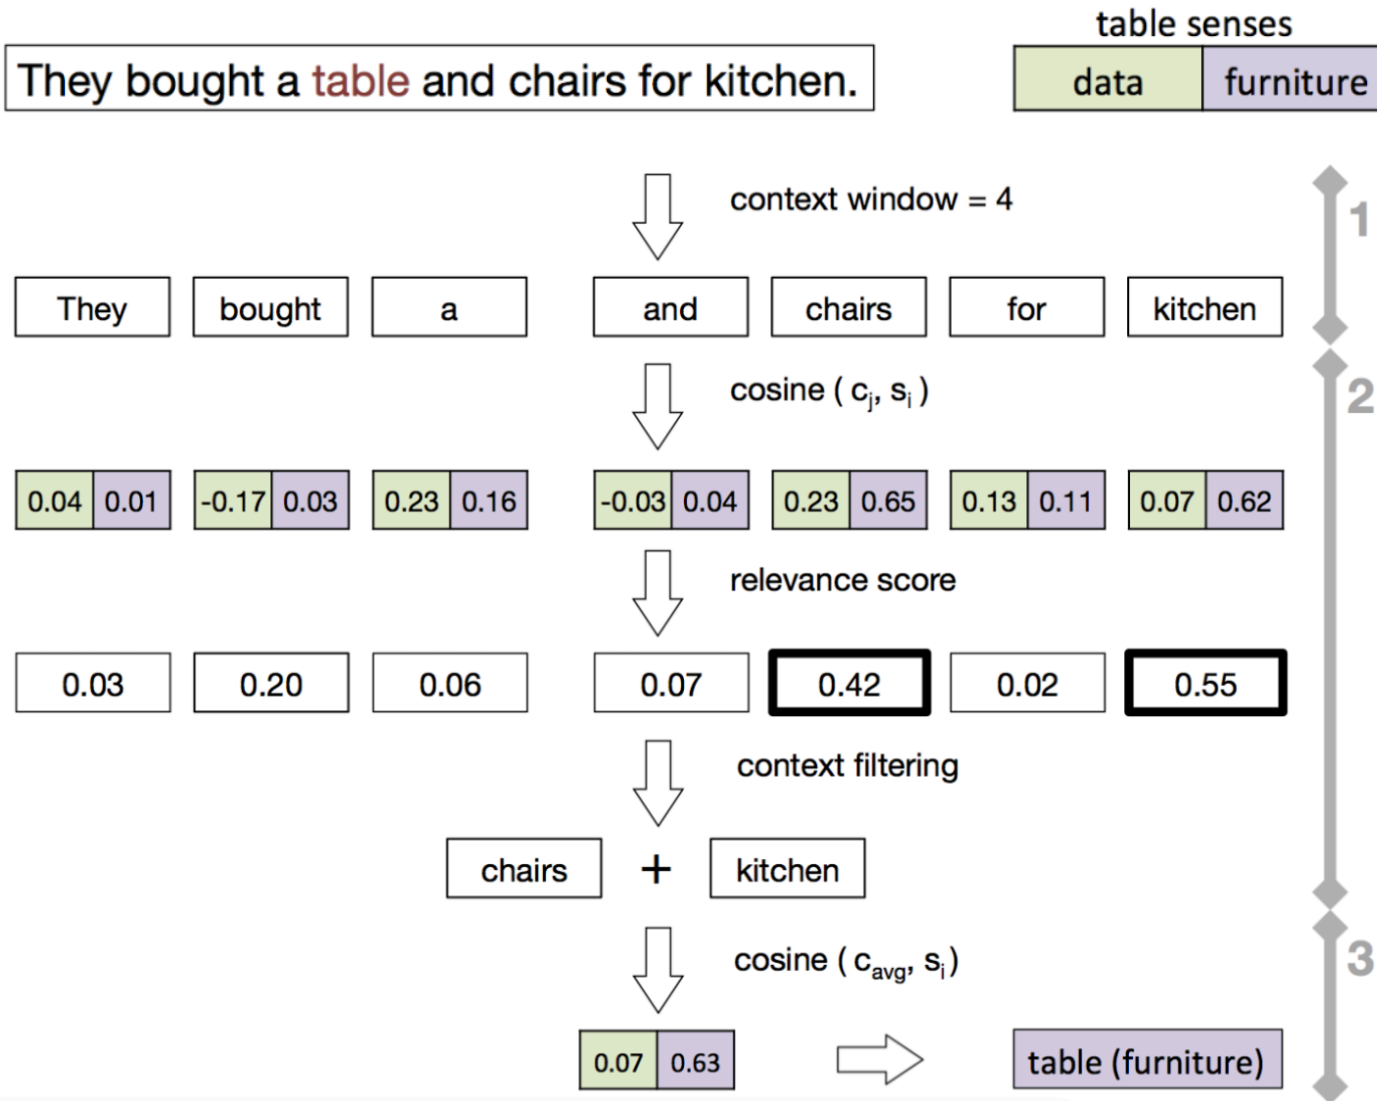 table senses
They bought a table and chairs for kitchen.
data furniture
context window = 4
1
They bought a and chairs for kitchen
cosine ( cj, si )
2
0.04 0.01 -0.17 0.03 0.23 0.16 -0.03 0.04 0.23 0.65 0.13 0.11 0.07 0.62
relevance score
0.03 0.20 0.06 0.07 0.42 0.02 0.55
context filtering
chairs + kitchen
cosine ( cavg, si )
3
0.07 0.63 table (furniture)